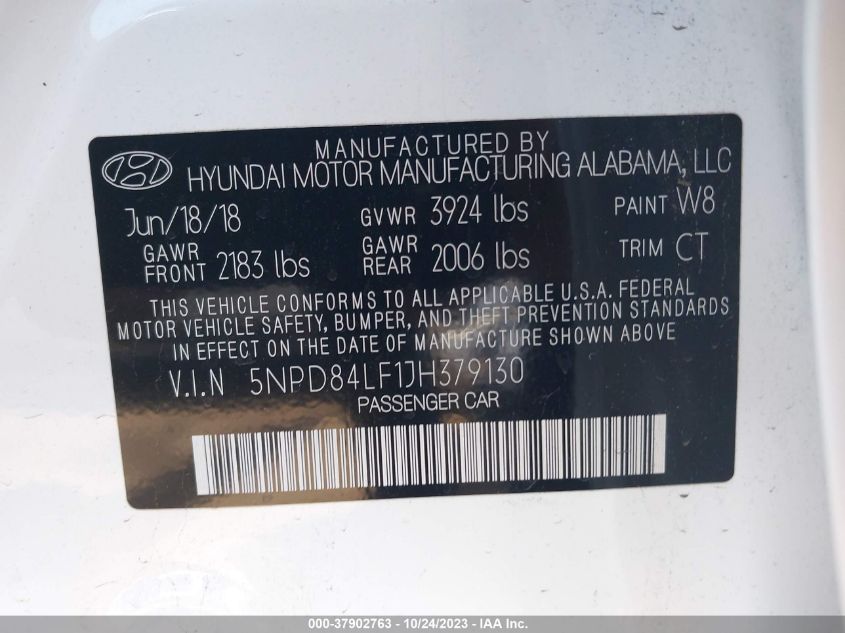 MANUFACTURED BY
HYUNDAI MOTOR MANUFACTURING ALABAMA, LLC
Jun/18/18 GVWR 3924 lbs PAINT W8
GAWR FRONT 2183 lbs GAWR REAR 2006 lbs TRIM CT
THIS VEHICLE CONFORMS TO ALL APPLICABLE U.S.A. FEDERAL
MOTOR VEHICLE SAFETY, BUMPER, AND THEFT PREVENTION STANDARDS
IN EFFECT ON THE DATE OF MANUFACTURE SHOWN ABOVE
V.I.N 5NPD84LF1JH379130
PASSENGER CAR
000-37902763 - 10/24/2023 - IAA Inc.